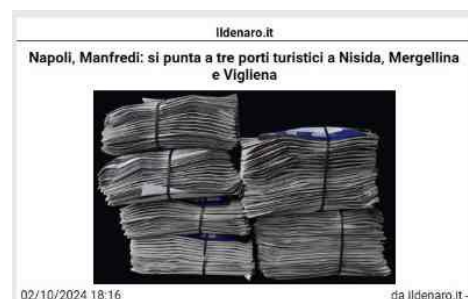 Ildenaro.it
Napoli, Manfredi: si punta a tre porti turistici a Nisida, Mergellina
e Vigliena
02/10/2024 18:16
da ildenaro.it -